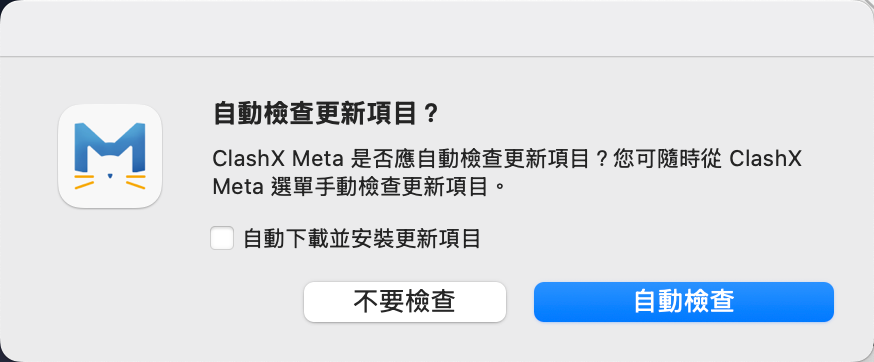 自動檢查更新項目？
ClashX Meta 是否應自動檢查更新項目？您可隨時從 ClashX
Meta 選單手動檢查更新項目。
自動下載並安裝更新項目
不要檢查
自動檢查